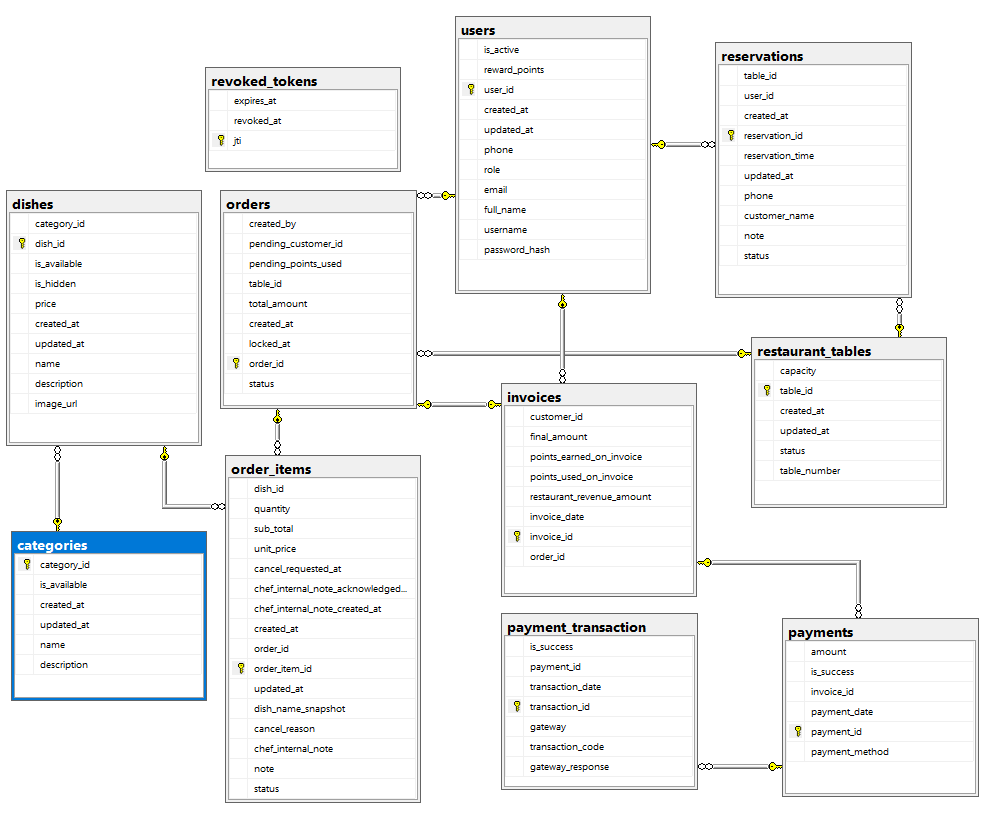 users
is_active
reward_points
user_id
created_at
updated_at
phone
role
email
full_name
username
password_hash
reservations
table_id
user_id
created_at
reservation_id
reservation_time
updated_at
phone
customer_name
note
status
revoked_tokens
expires_at
revoked_at
jti
dishes
category_id
dish_id
is_available
is_hidden
price
created_at
updated_at
name
description
image_url
orders
created_by
pending_customer_id
pending_points_used
table_id
total_amount
created_at
locked_at
order_id
status
restaurant_tables
capacity
table_id
created_at
updated_at
status
table_number
invoices
customer_id
final_amount
points_earned_on_invoice
points_used_on_invoice
restaurant_revenue_amount
invoice_date
invoice_id
order_id
order_items
dish_id
quantity
sub_total
unit_price
cancel_requested_at
chef_internal_note_acknowledged...
chef_internal_note_created_at
created_at
order_id
order_item_id
updated_at
dish_name_snapshot
cancel_reason
chef_internal_note
note
status
categories
category_id
is_available
created_at
updated_at
name
description
payment_transaction
is_success
payment_id
transaction_date
transaction_id
gateway
transaction_code
gateway_response
payments
amount
is_success
invoice_id
payment_date
payment_id
payment_method